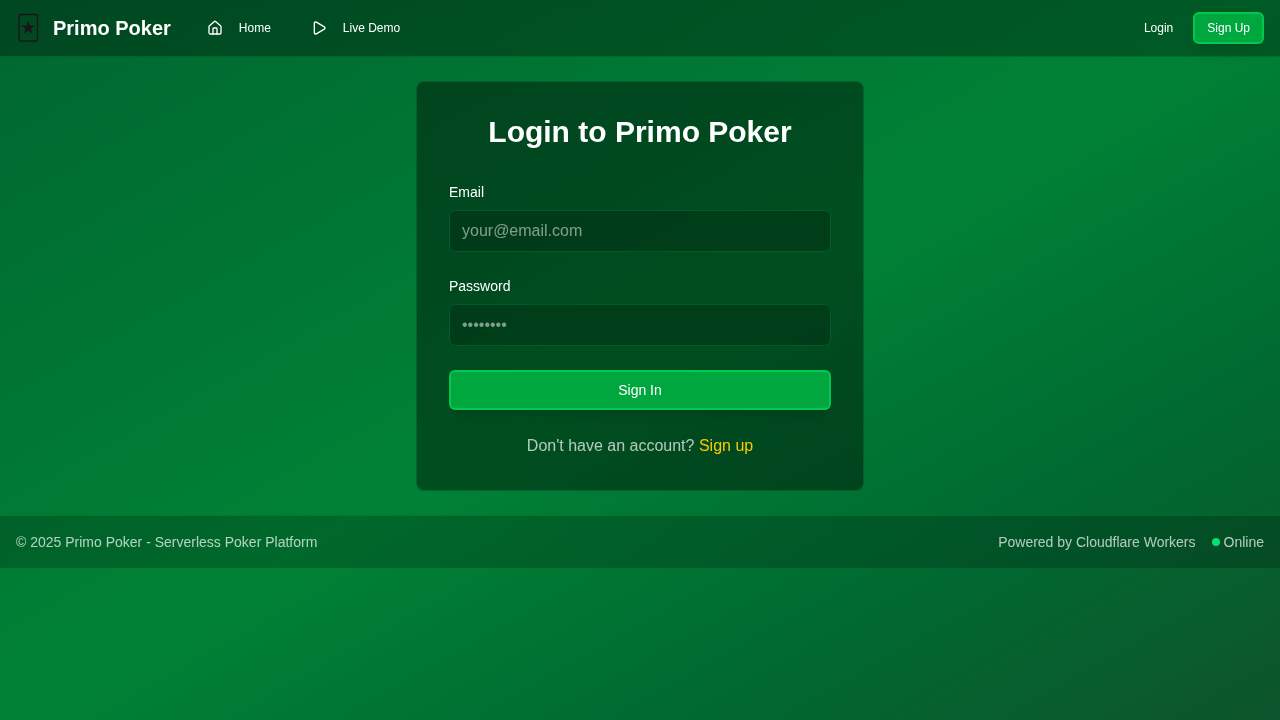 Primo Poker
Home
Live Demo
Login
Sign Up
Login to Primo Poker
Email
your@email.com
Password
••••••••
Sign In
Don't have an account? Sign up
© 2025 Primo Poker - Serverless Poker Platform
Powered by Cloudflare Workers
Online